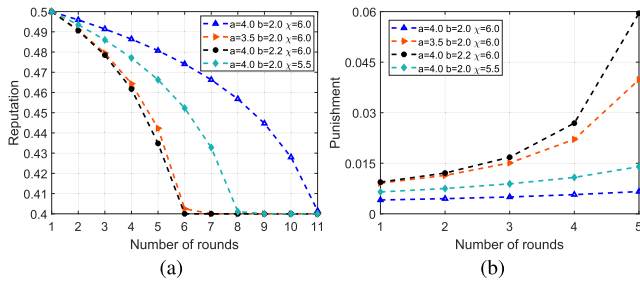 0.5
0.49
0.48
0.47
0.46
0.45
0.44
0.43
0.42
0.41
0.4
Reputation
a=4.0 b=2.0 χ=6.0
a=3.5 b=2.0 χ=6.0
a=4.0 b=2.2 χ=6.0
a=4.0 b=2.0 χ=5.5
1 2 3 4 5 6 7 8 9 10 11
Number of rounds
(a)
0.06
0.045
0.03
0.015
0
Punishment
a=4.0 b=2.0 χ=6.0
a=3.5 b=2.0 χ=6.0
a=4.0 b=2.2 χ=6.0
a=4.0 b=2.0 χ=5.5
1 2 3 4 5
Number of rounds
(b)